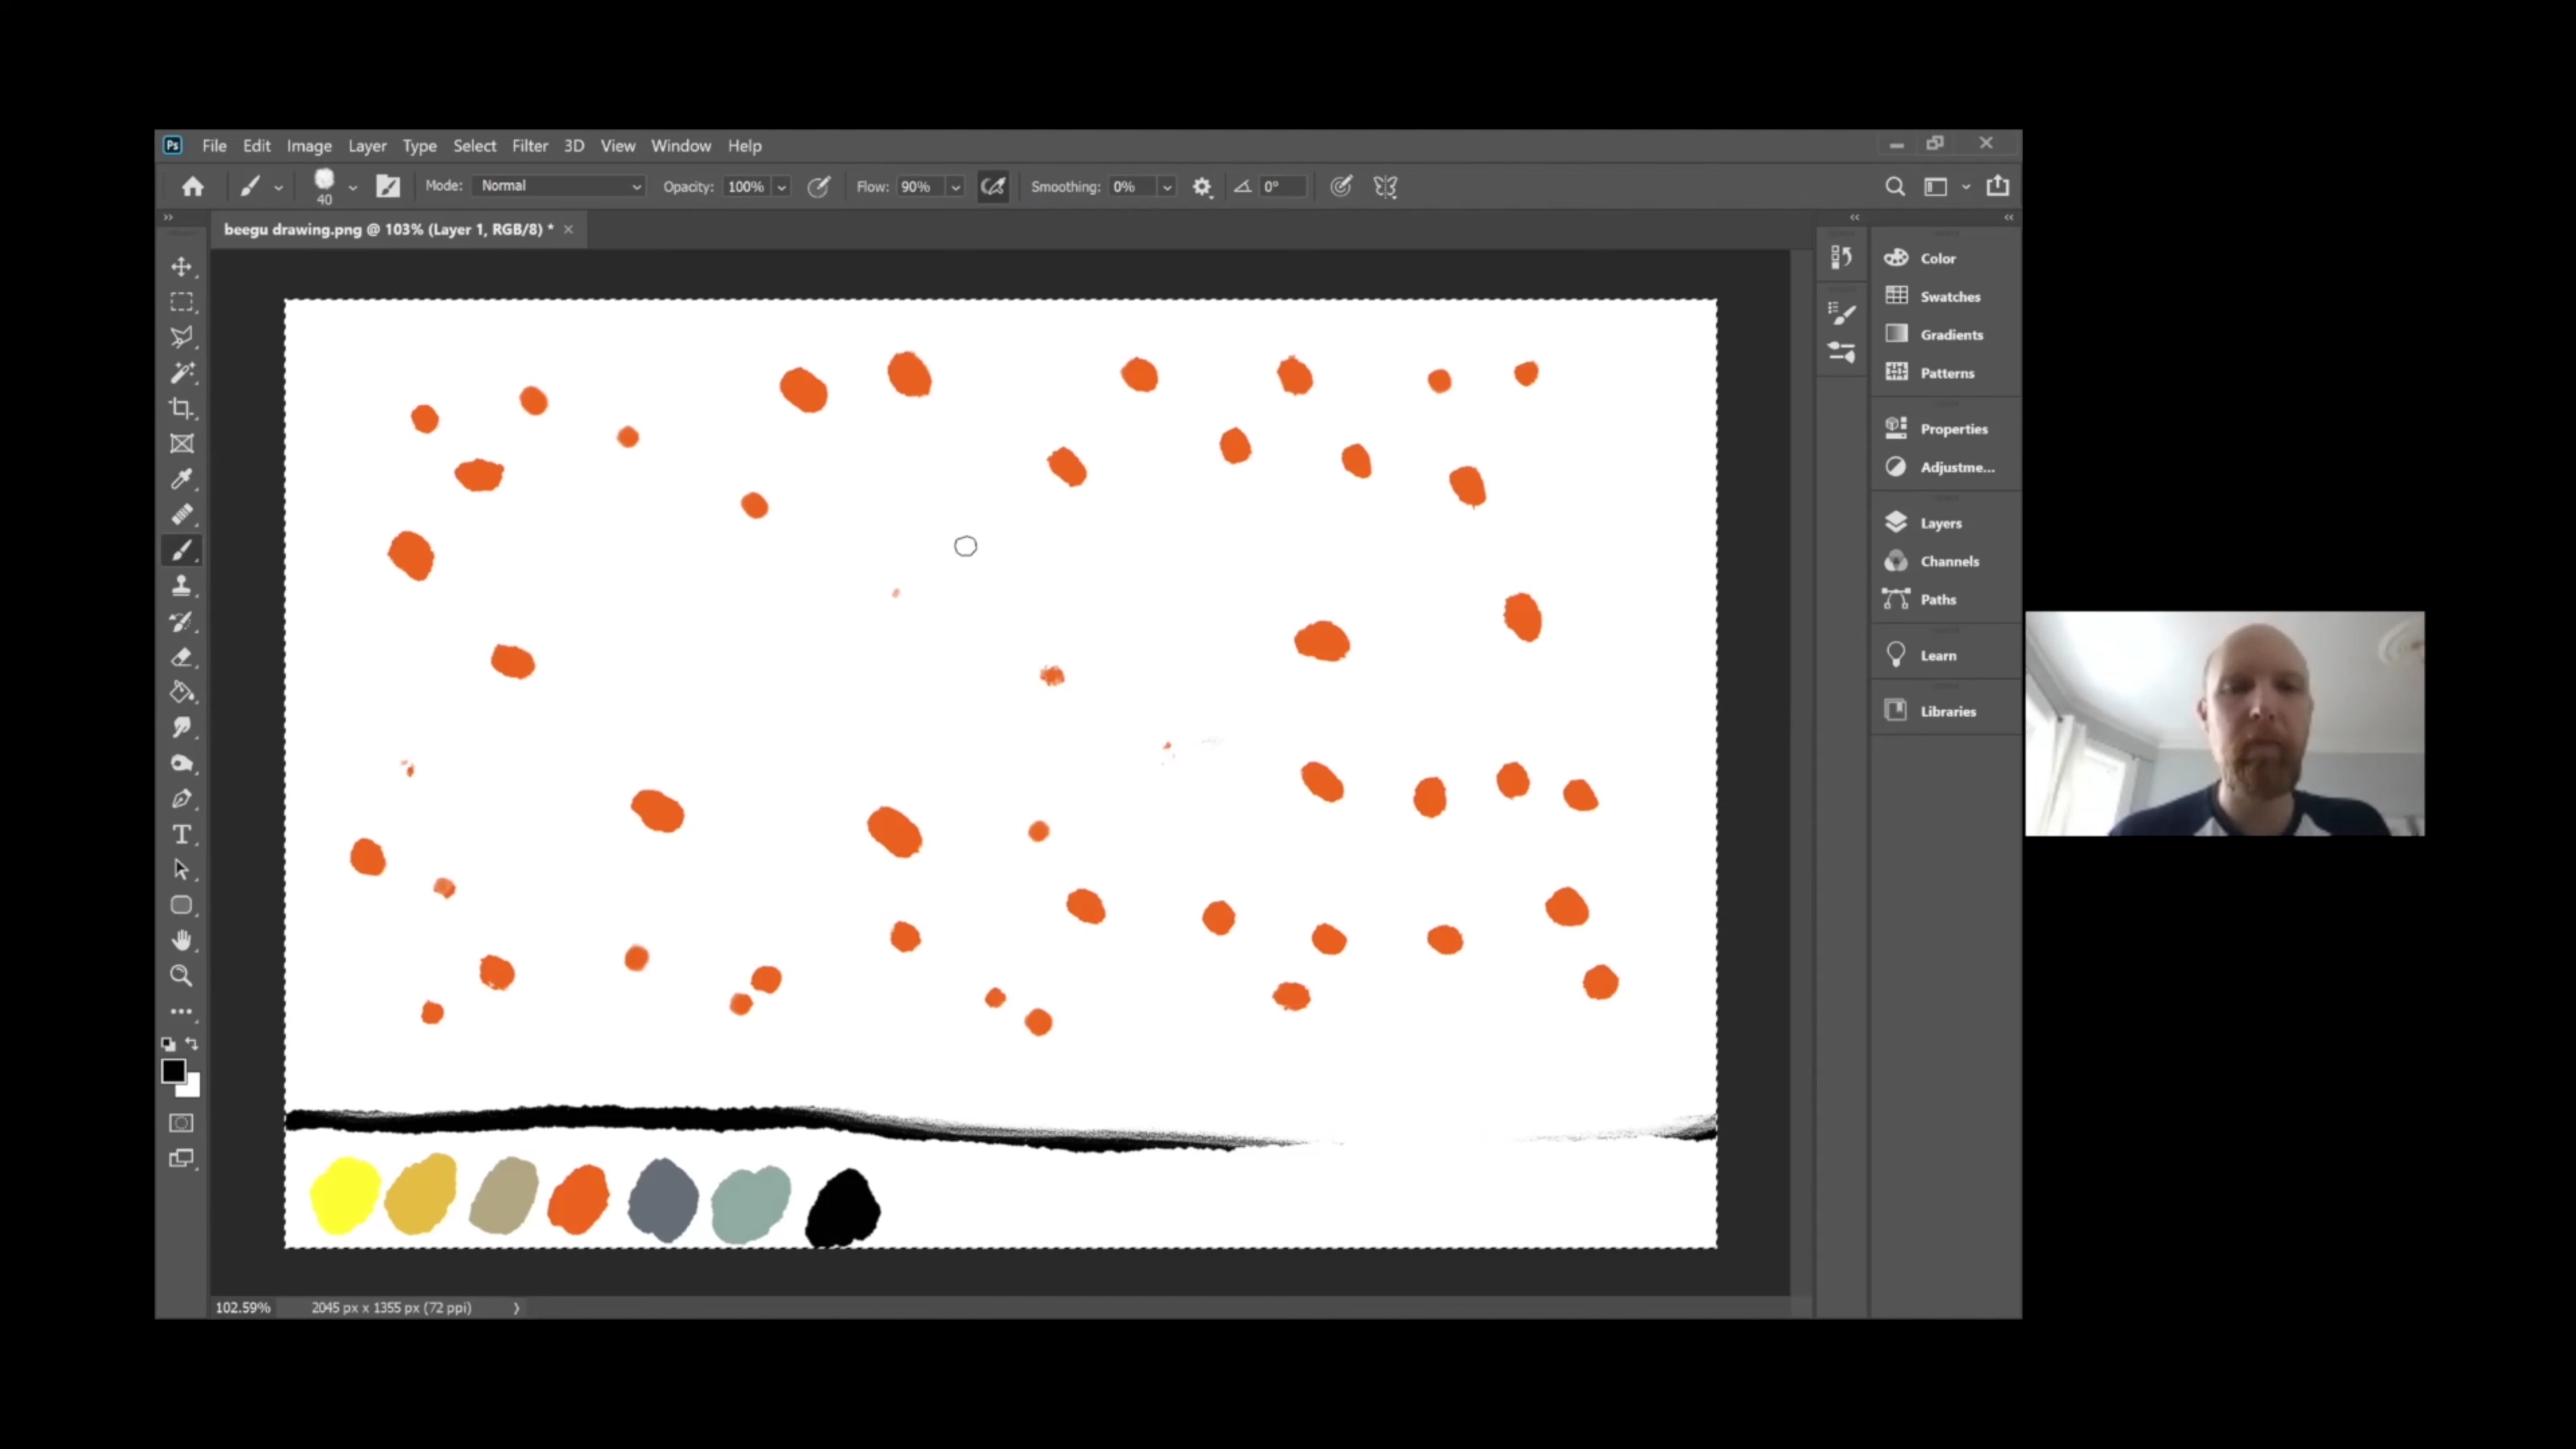 Ps File Edit Image Layer Type Select Filter 3D View Window Help
40 Mode: Normal Opacity: 100% Flow: 90% Smoothing: 0% 0°
beegu drawing.png @ 103% (Layer 1, RGB/8) * ×
Color
Swatches
Gradients
Patterns
Properties
Adjustme...
Layers
Channels
Paths
Learn
Libraries
T
102.59% 2045 px x 1355 px (72 ppi)